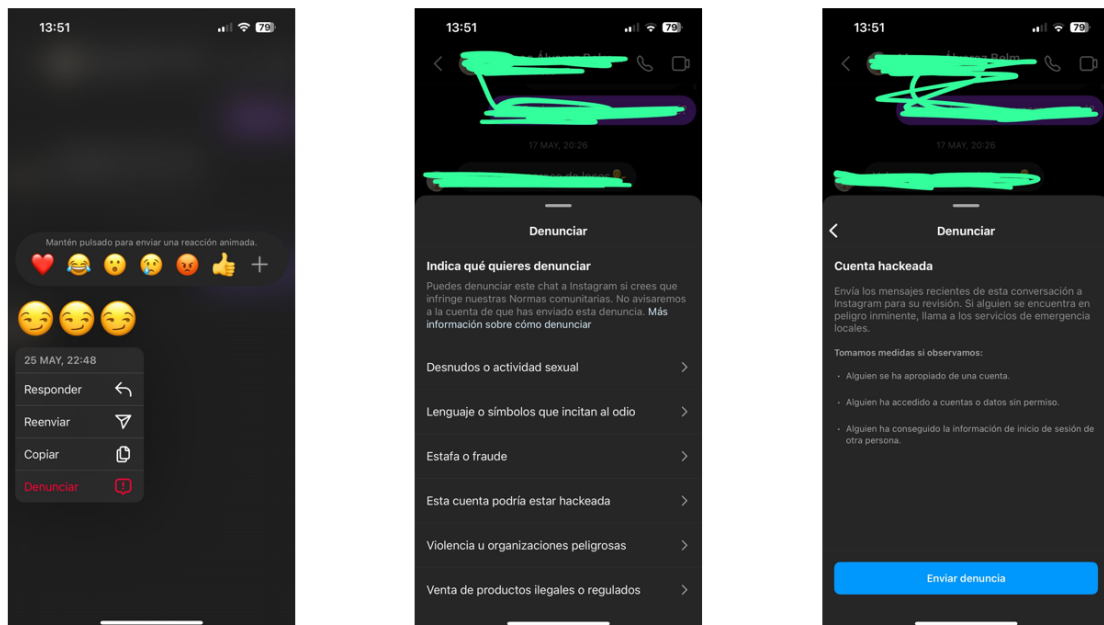 13:51
79
Mantén pulsado para enviar una reacción animada.
25 MAY, 22:48
Responder
Reenviar
Copiar
Denunciar
13:51
79
17 MAY, 20:26
Denunciar
Indica qué quieres denunciar
Puedes denunciar este chat a Instagram si crees que
infringe nuestras Normas comunitarias. No avisaremos
a la cuenta de que has enviado esta denuncia. Más
información sobre cómo denunciar
Desnudos o actividad sexual
Lenguaje o símbolos que incitan al odio
Estafa o fraude
Esta cuenta podría estar hackeada
Violencia u organizaciones peligrosas
Venta de productos ilegales o regulados
13:51
79
17 MAY, 20:26
Denunciar
Cuenta hackeada
Envía los mensajes recientes de esta conversación a
Instagram para su revisión. Si alguien se encuentra en
peligro inminente, llama a los servicios de emergencia
locales.
Tomamos medidas si observamos:
· Alguien se ha apropiado de una cuenta.
· Alguien ha accedido a cuentas o datos sin permiso.
· Alguien ha conseguido la información de inicio de sesión de
otra persona.
Enviar denuncia